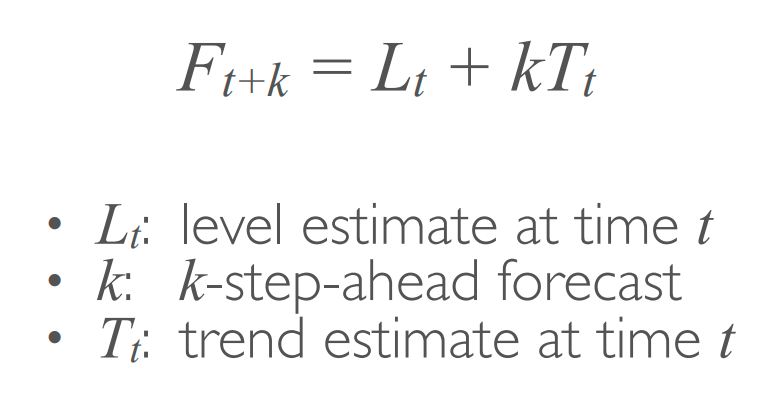 F_{t+k} = L_t + kT_t
• L_t: level estimate at time t
• k: k-step-ahead forecast
• T_t: trend estimate at time t